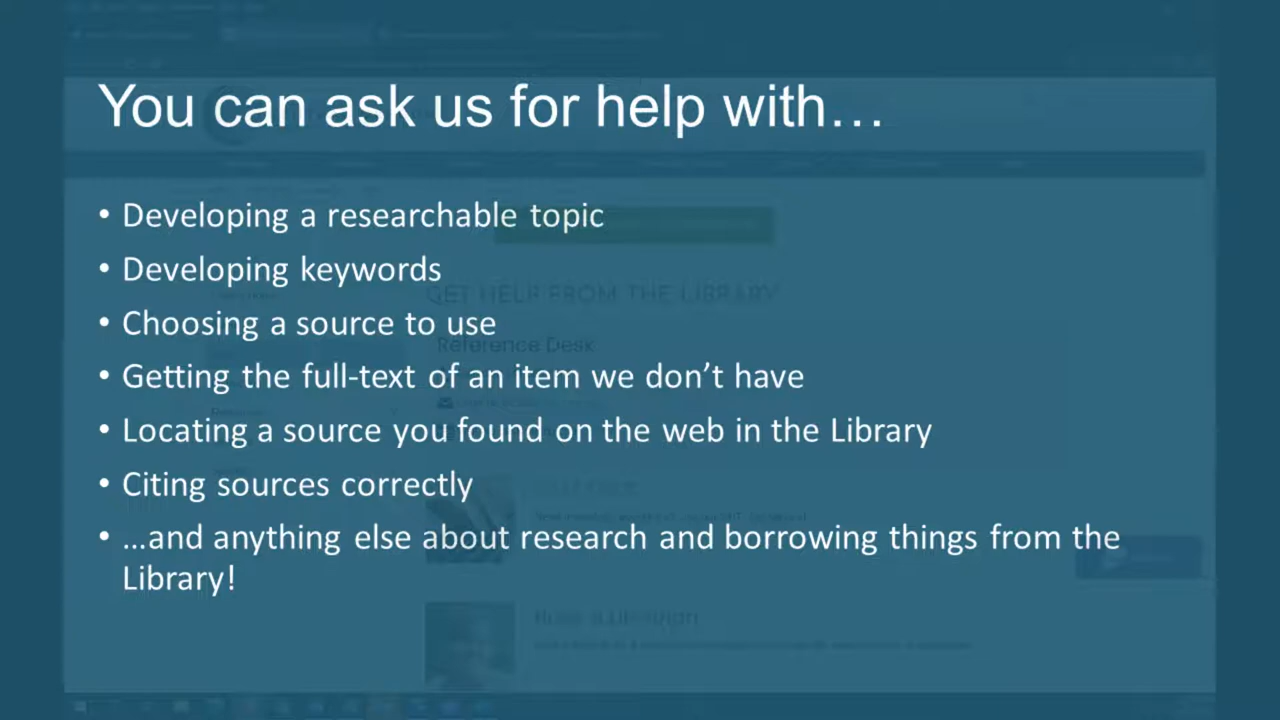 You can ask us for help with…
• Developing a researchable topic
• Developing keywords
GET HELP FROM THE LIBRARY
• Choosing a source to use
Reference Desk
• Getting the full-text of an item we don’t have
• Locating a source you found on the web in the Library
• Citing sources correctly
• …and anything else about research and borrowing things from the
Library!
Book a Librarian